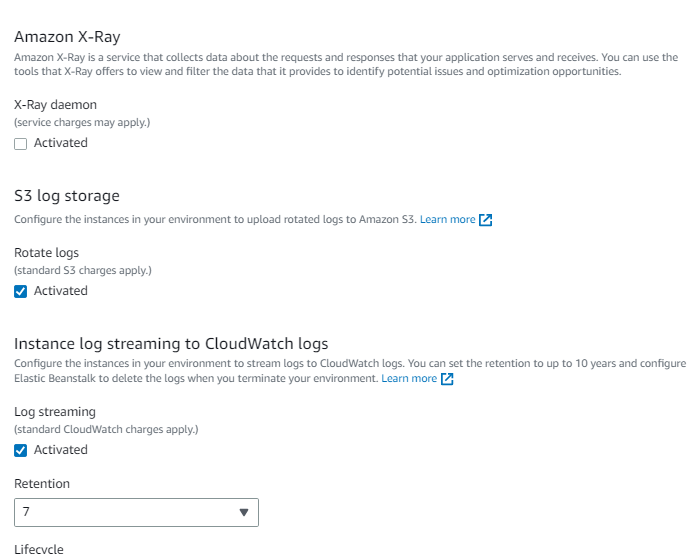 Amazon X-Ray
Amazon X-Ray is a service that collects data about the requests and responses that your application serves and receives. You can use the
tools that X-Ray offers to view and filter the data that it provides to identify potential issues and optimization opportunities.
X-Ray daemon
(service charges may apply.)
Activated
S3 log storage
Configure the instances in your environment to upload rotated logs to Amazon S3. Learn more
Rotate logs
(standard S3 charges apply.)
Activated
Instance log streaming to CloudWatch logs
Configure the instances in your environment to stream logs to CloudWatch logs. You can set the retention to up to 10 years and configure
Elastic Beanstalk to delete the logs when you terminate your environment. Learn more
Log streaming
(standard CloudWatch charges apply.)
Activated
Retention
7
Lifecycle